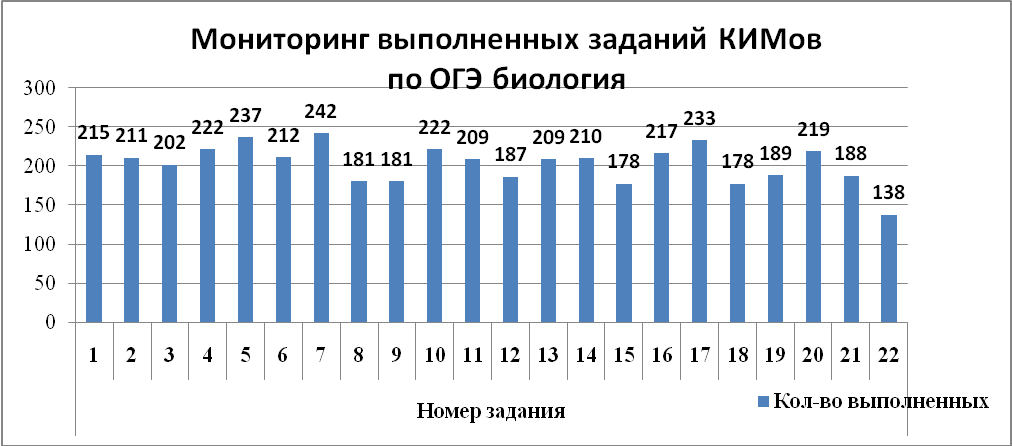 Мониторинг выполненных заданий КИМов
по ОГЭ биология
300
250
200
150
100
50
0
215 211 202 222 237 212 242 181 181 222 209 187 209 210 178 217 233 178 189 219 188 138
1 2 3 4 5 6 7 8 9 10 11 12 13 14 15 16 17 18 19 20 21 22
Номер задания
Кол-во выполненных